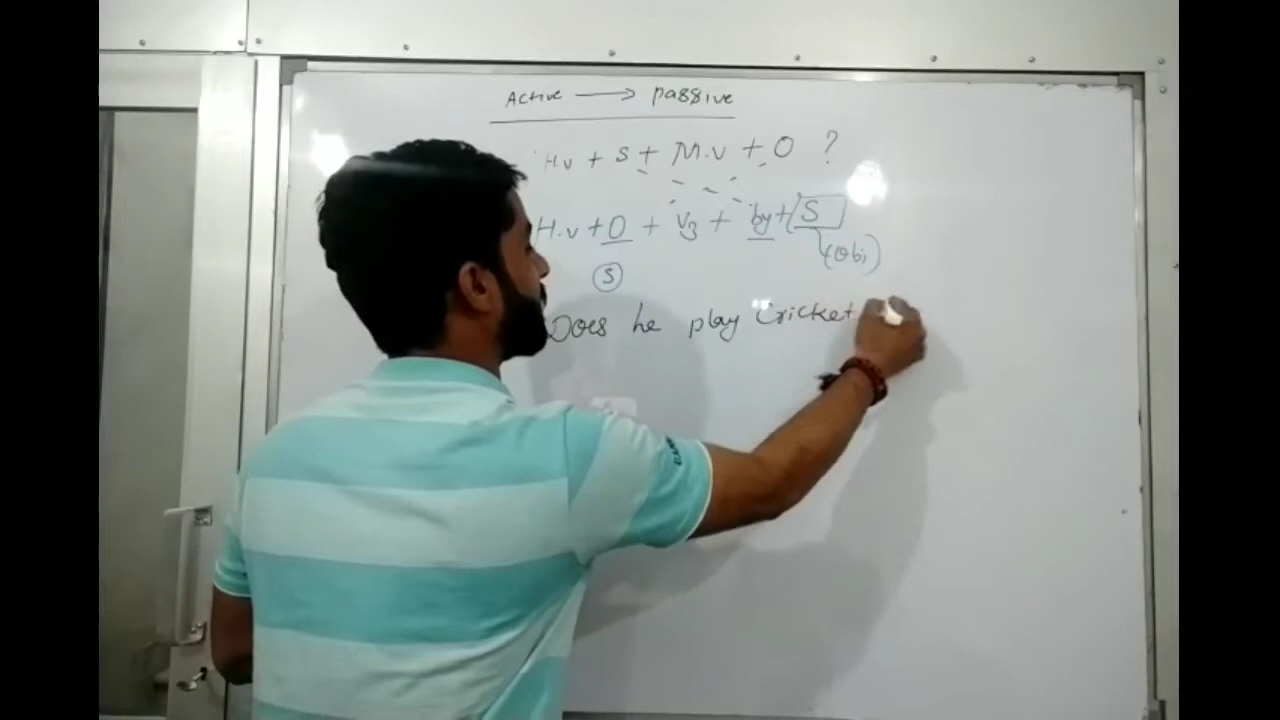 Active → passive
H.v + S + M.v + O ?
H.v + O + V3 + by + S
S (Obj)
Does he play Cricket